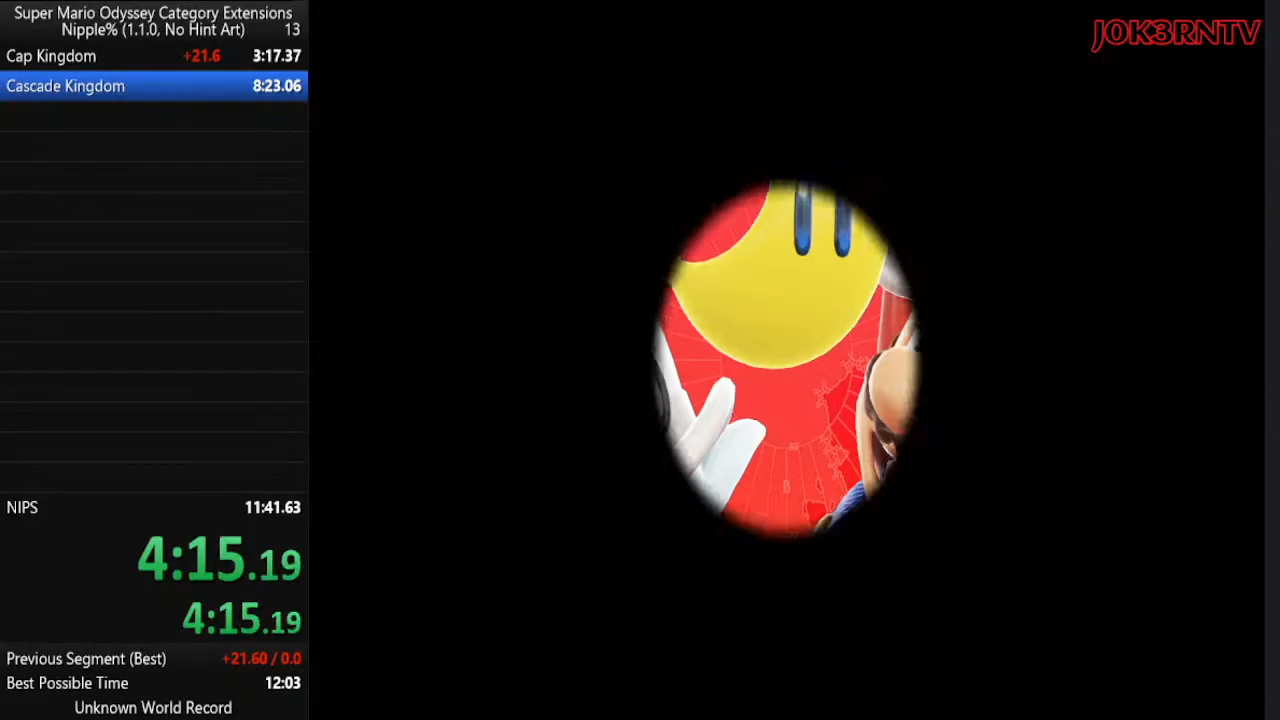 Super Mario Odyssey Category Extensions
Nipple% (1.1.0, No Hint Art) 13
Cap Kingdom +21.6 3:17.37
Cascade Kingdom 8:23.06
NIPS 11:41.63
4:15.19
4:15.19
Previous Segment (Best) +21.60 / 0.0
Best Possible Time 12:03
Unknown World Record
JOK3RNTV